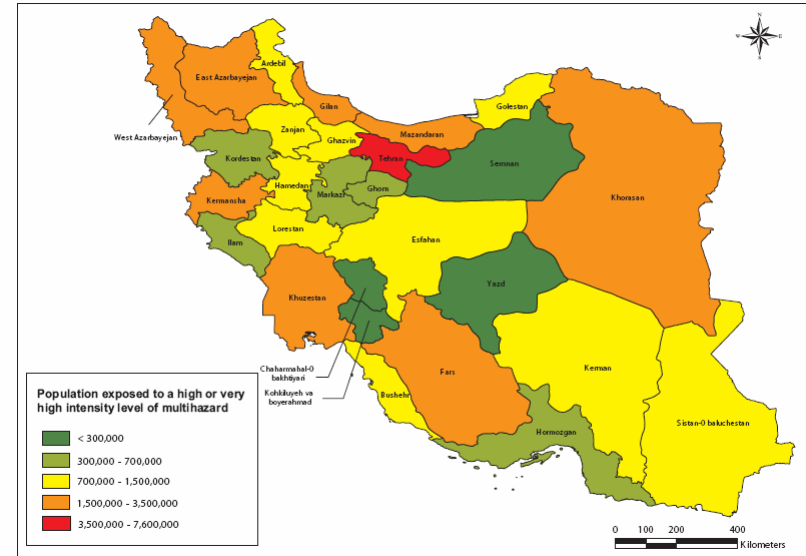 N
W
E
S
Ardebil
East Azarbayejan
Gilan
Golestan
West Azarbayejan
Zanjan
Ghazvin
Mazandaran
Tehran
Semnan
Kordestan
Hamedan
Markazi
Ghom
Khorasan
Kermansha
Lorestan
Ilam
Esfahan
Khuzestan
Yazd
Chaharmahal-O
bakhtiyari
Kohkiluyeh va
boyerahmad
Fars
Kerman
Bushehr
Sistan-O baluchestan
Hormozgan
Population exposed to a high or very
high intensity level of multihazard
< 300,000
300,000 - 700,000
700,000 - 1,500,000
1,500,000 - 3,500,000
3,500,000 - 7,600,000
0 100 200 400
Kilometers